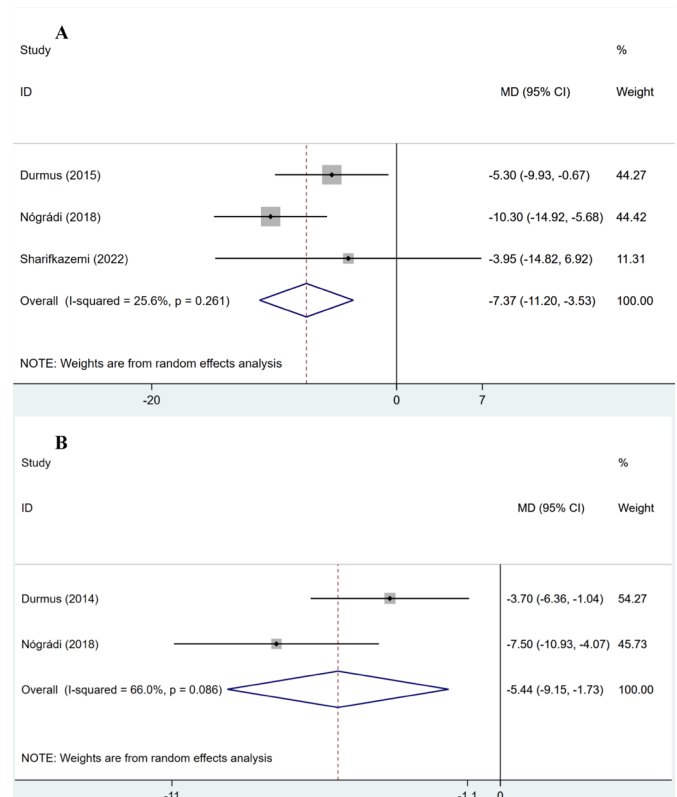 A
Study %
ID MD (95% CI) Weight
Durmus (2015) -5.30 (-9.93, -0.67) 44.27
Nógrádi (2018) -10.30 (-14.92, -5.68) 44.42
Sharifkazemi (2022) -3.95 (-14.82, 6.92) 11.31
Overall (I-squared = 25.6%, p = 0.261) -7.37 (-11.20, -3.53) 100.00
NOTE: Weights are from random effects analysis
-20 0 7
B
Study %
ID MD (95% CI) Weight
Durmus (2014) -3.70 (-6.36, -1.04) 54.27
Nógrádi (2018) -7.50 (-10.93, -4.07) 45.73
Overall (I-squared = 66.0%, p = 0.086) -5.44 (-9.15, -1.73) 100.00
NOTE: Weights are from random effects analysis
-11 -1.1 0